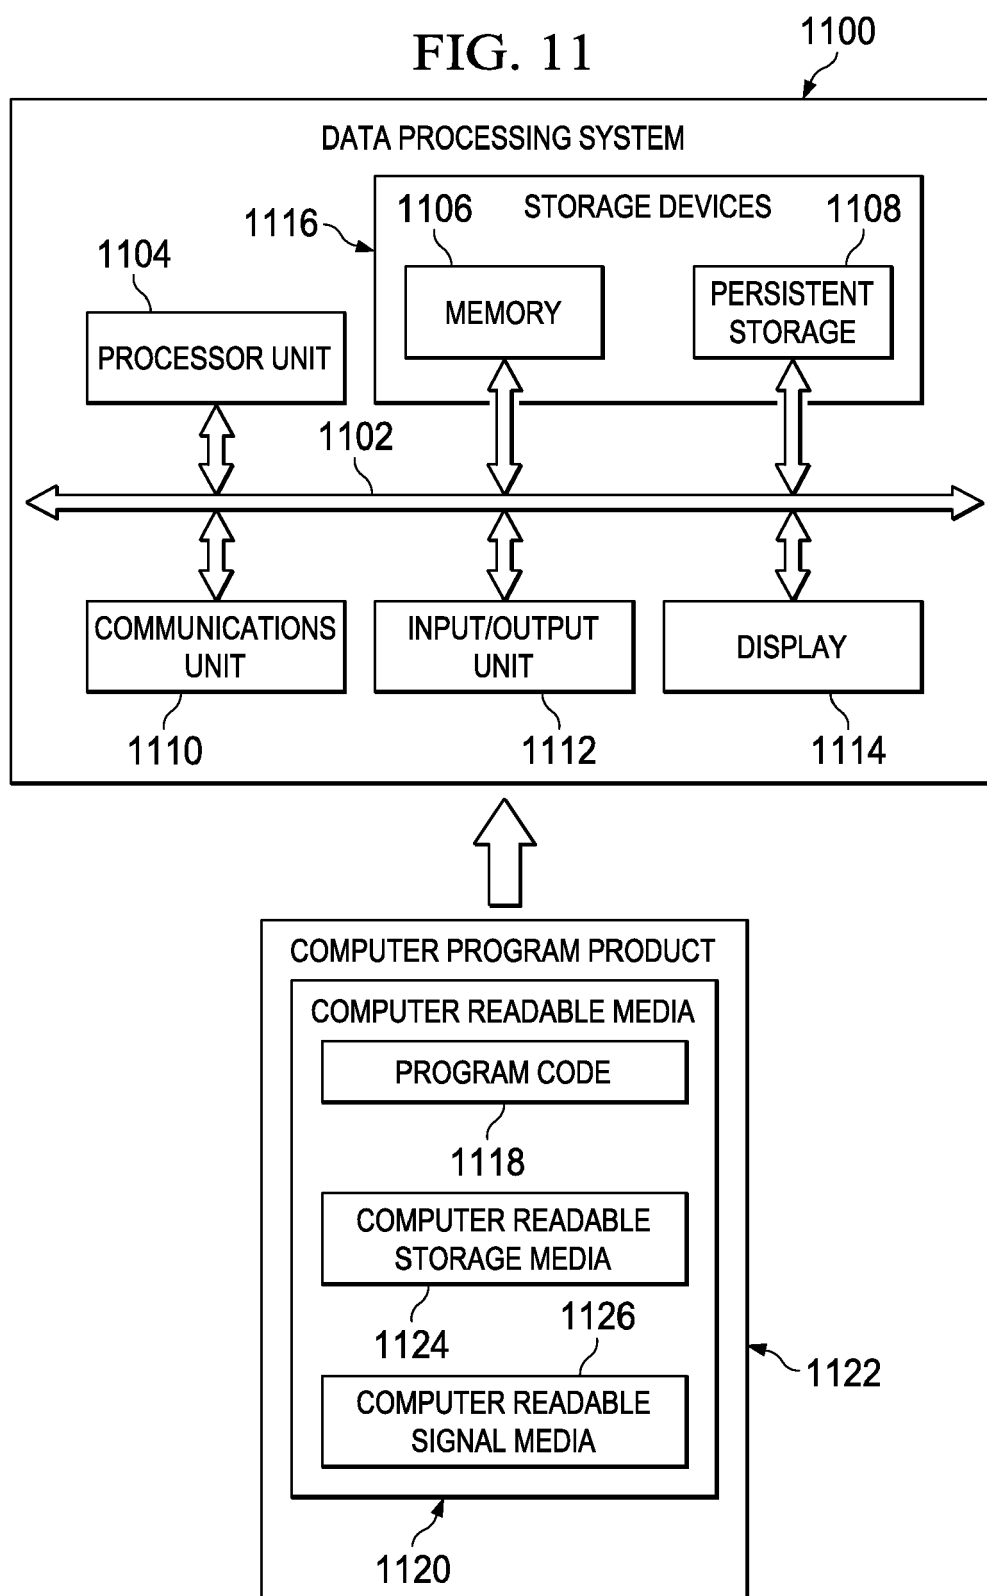 FIG. 11
1100
DATA PROCESSING SYSTEM
STORAGE DEVICES
1116
1106
1108
1104
MEMORY
PERSISTENT
STORAGE
PROCESSOR UNIT
1102
COMMUNICATIONS
UNIT
INPUT/OUTPUT
UNIT
DISPLAY
1110
1112
1114
COMPUTER PROGRAM PRODUCT
COMPUTER READABLE MEDIA
PROGRAM CODE
1118
COMPUTER READABLE
STORAGE MEDIA
1124
1126
1122
COMPUTER READABLE
SIGNAL MEDIA
1120